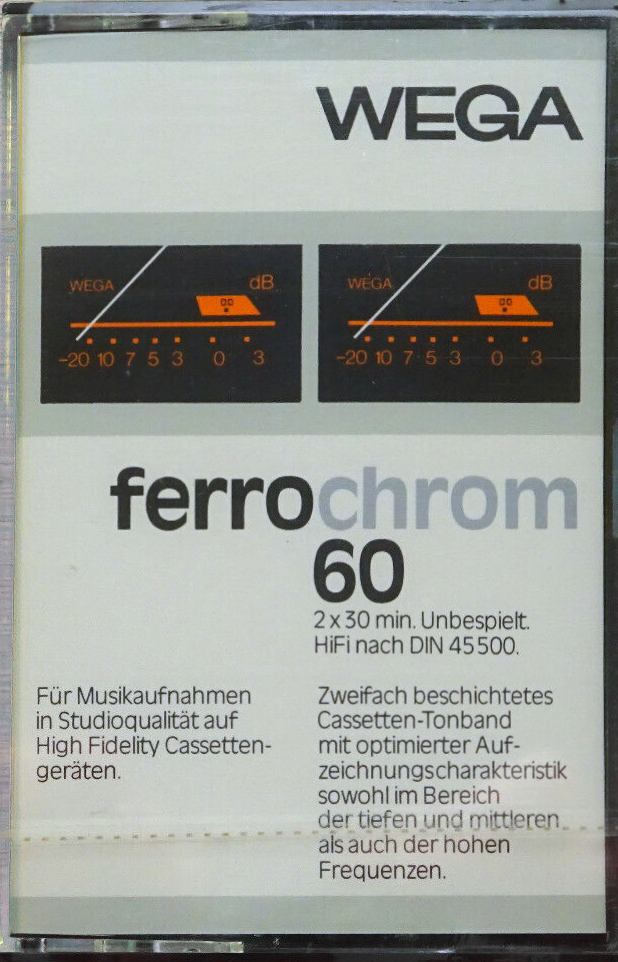 WEGA
WEGA dB
-20 10 7 5 3 0 3
WEGA dB
-20 10 7 5 3 0 3
ferrochrom
60
2 x 30 min. Unbespielt.
HiFi nach DIN 45 500.
Für Musikaufnahmen
in Studioqualität auf
High Fidelity Cassetten-
geräten.
Zweifach beschichtetes
Cassetten-Tonband
mit optimierter Auf-
zeichnungscharakteristik
sowohl im Bereich
der tiefen und mittleren
als auch der hohen
Frequenzen.